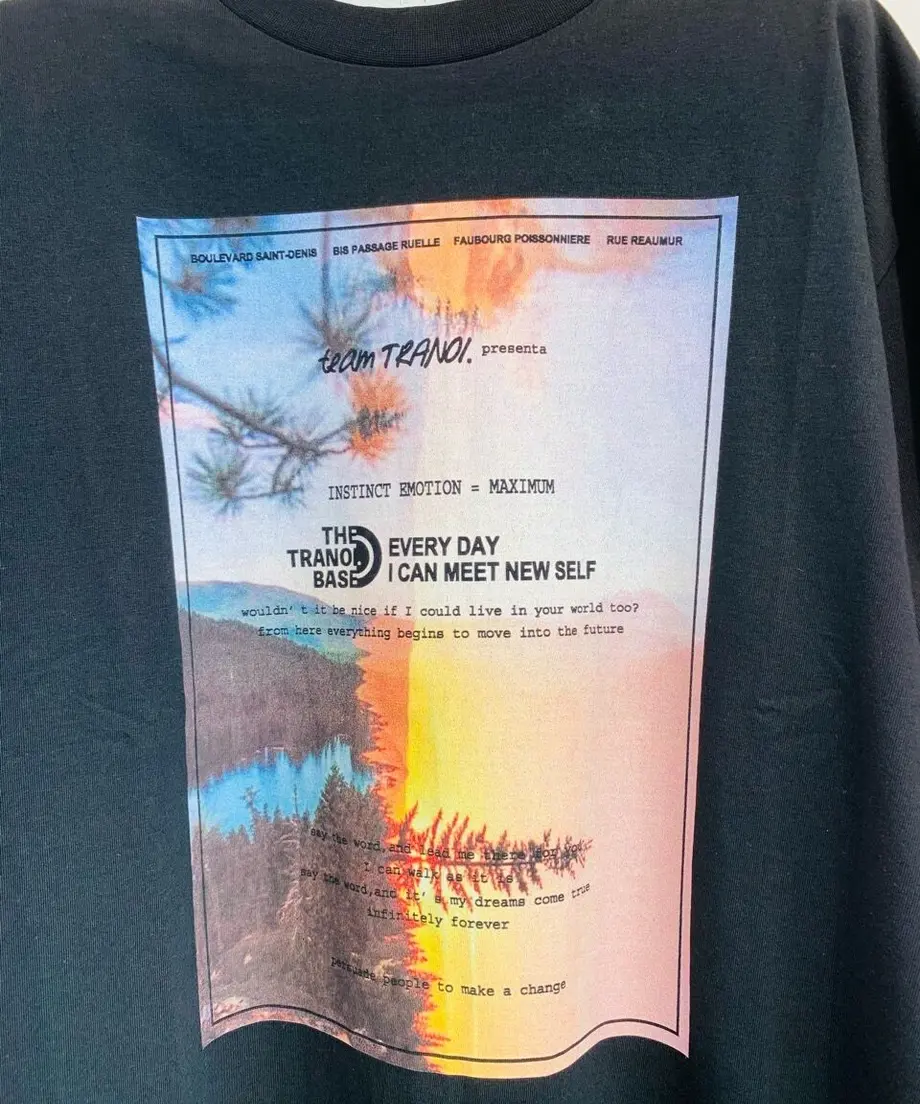 BOULEVARD SAINT-DENIS BIS PASSAGE RUELLE FAUBOURG POISSONNIERE RUE REAUMUR
team TRANOI. presenta
INSTINCT EMOTION = MAXIMUM
THE TRANOI. BASE
EVERY DAY
I CAN MEET NEW SELF
wouldn't it be nice if I could live in your world too?
from here everything begins to move into the future
say the word,and lead me there for you
I can walk as it is
say the word,and it's my dreams come true
infinitely forever
persuade people to make a change